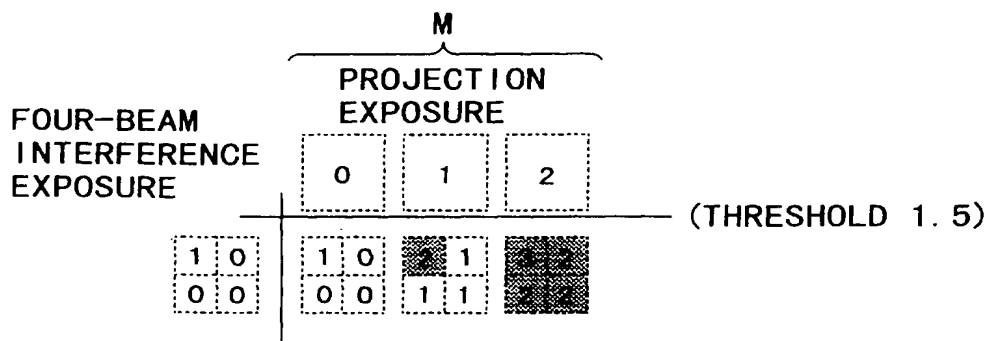 M
PROJECTION
EXPOSURE
FOUR-BEAM
INTERFERENCE
EXPOSURE
0 1 2
(THRESHOLD 1.5)
1 0 1 0 2 1 3 2
0 0 0 0 1 1 2 2